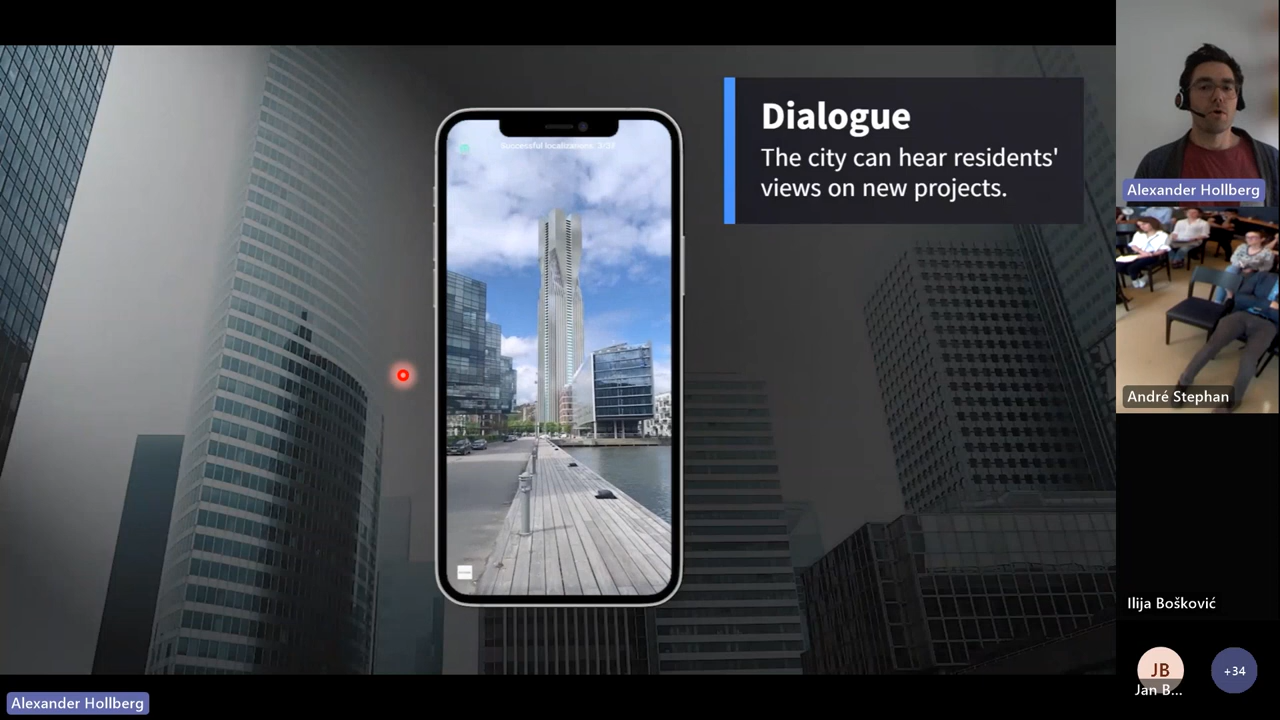 Dialogue
The city can hear residents'
views on new projects.
Successful localizations: 3/33
Alexander Hollberg
André Stephan
Ilija Bošković
JB
Jan B...
+34
Alexander Hollberg